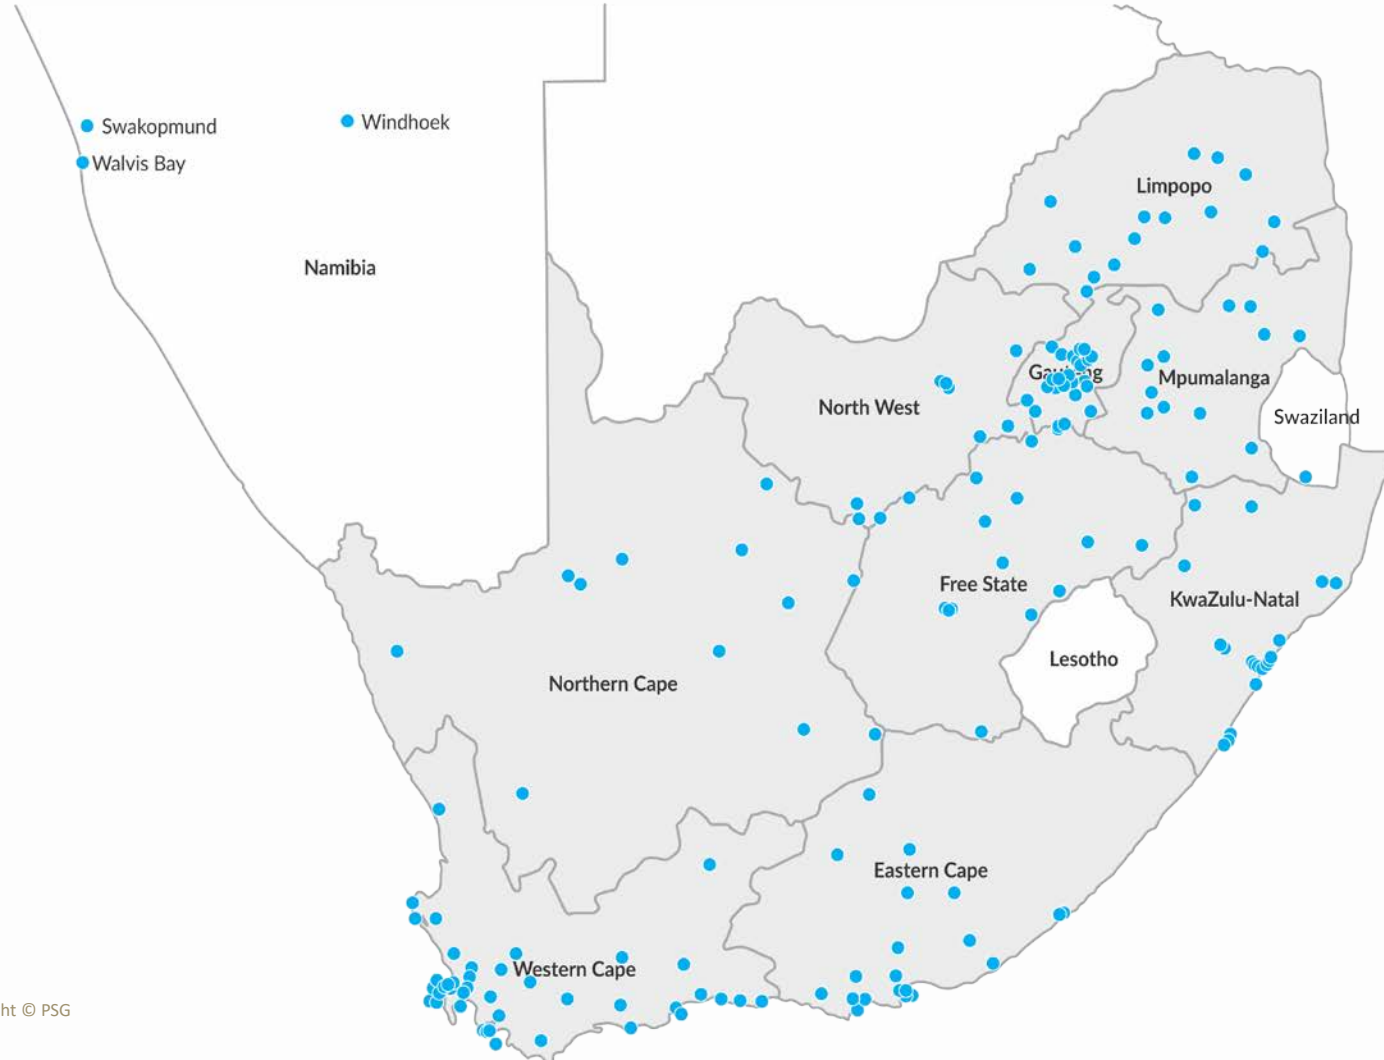 Swakopmund
Windhoek
Walvis Bay
Limpopo
Namibia
Gauteng
Mpumalanga
North West
Swaziland
Free State
KwaZulu-Natal
Lesotho
Northern Cape
Eastern Cape
Western Cape
ht © PSG